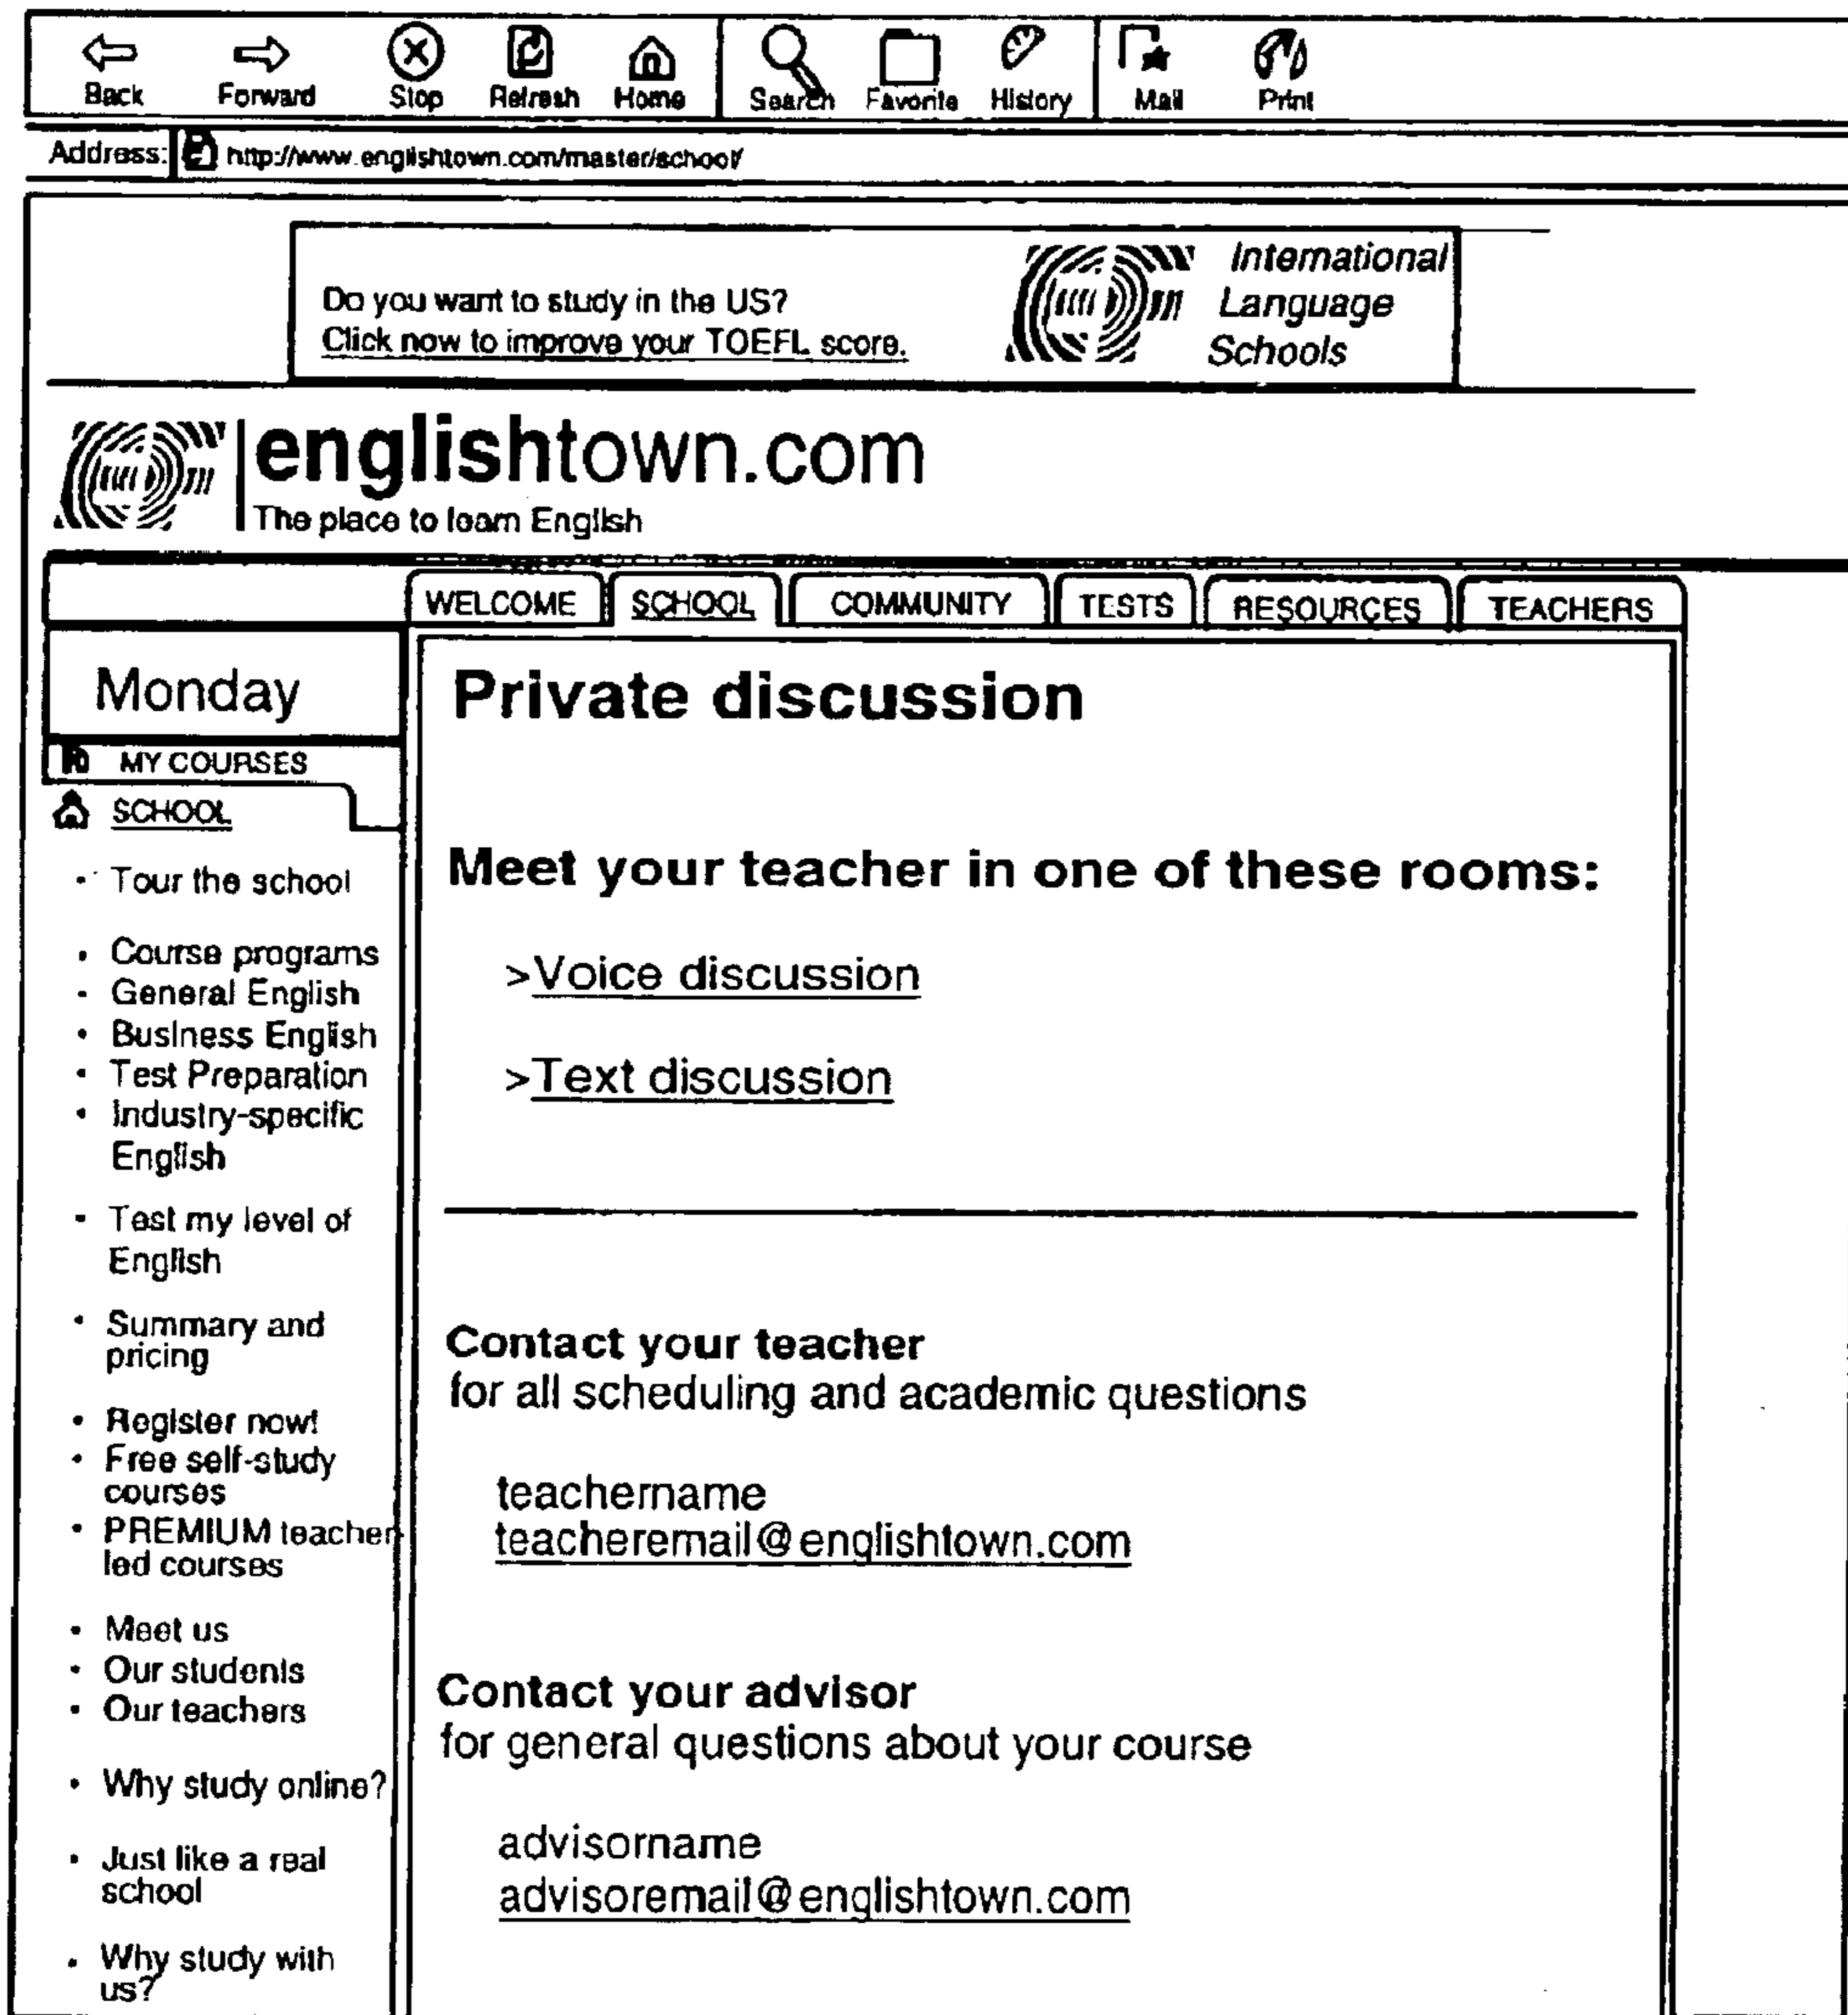 Back Forward Stop Refresh Home Search Favorite History Mail Print
Address: http://www.englishtown.com/master/school/
Do you want to study in the US?
Click now to improve your TOEFL score.
International
Language
Schools
englishtown.com
The place to learn English
WELCOME SCHOOL COMMUNITY TESTS RESOURCES TEACHERS
Monday
MY COURSES
SCHOOL
· Tour the school
· Course programs
- General English
· Business English
· Test Preparation
· Industry-specific
English
- Test my level of
English
· Summary and
pricing
· Register now!
· Free self-study
courses
· PREMIUM teacher-
led courses
· Meet us
· Our students
· Our teachers
· Why study online?
· Just like a real
school
· Why study with
us?
Private discussion
Meet your teacher in one of these rooms:
>Voice discussion
>Text discussion
Contact your teacher
for all scheduling and academic questions
teachername
teacheremail@englishtown.com
Contact your advisor
for general questions about your course
advisorname
advisoremail@englishtown.com